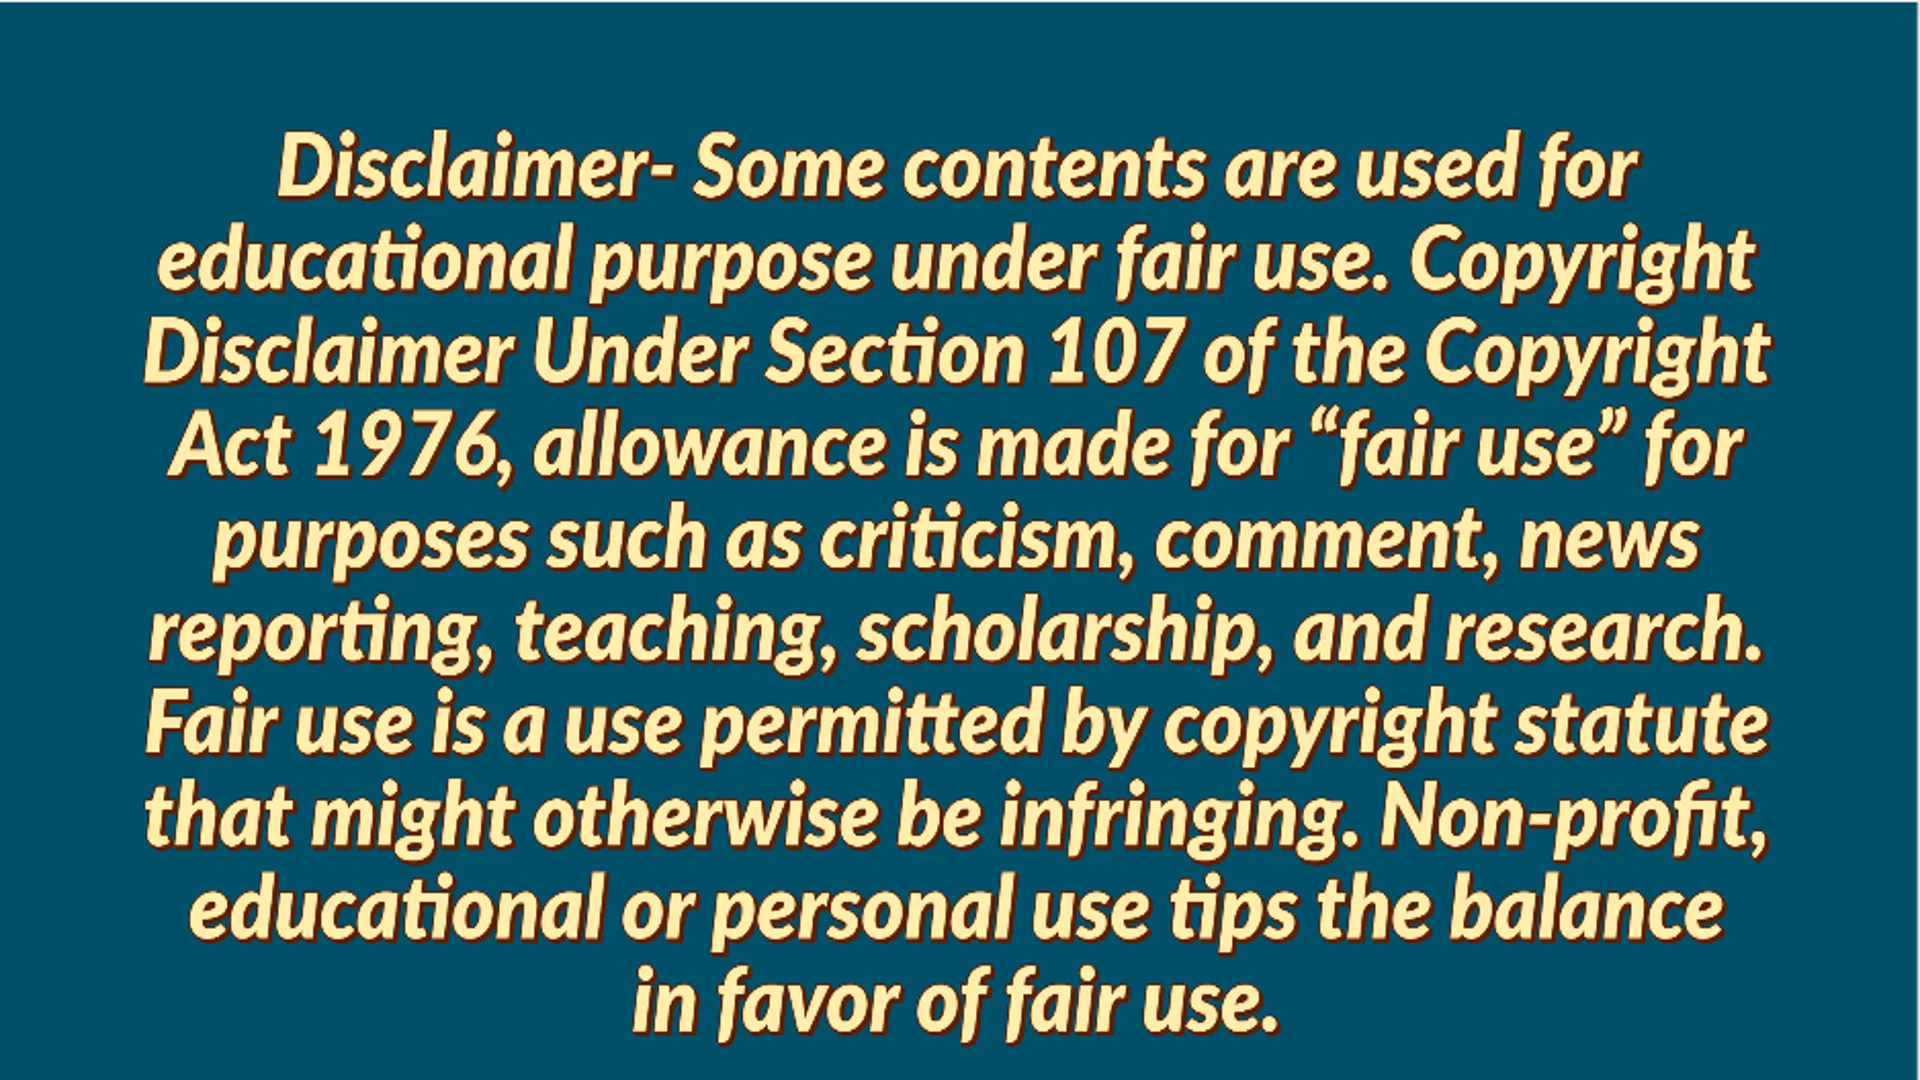 Disclaimer- Some contents are used for
educational purpose under fair use. Copyright
Disclaimer Under Section 107 of the Copyright
Act 1976, allowance is made for “fair use” for
purposes such as criticism, comment, news
reporting, teaching, scholarship, and research.
Fair use is a use permitted by copyright statute
that might otherwise be infringing. Non-profit,
educational or personal use tips the balance
in favor of fair use.